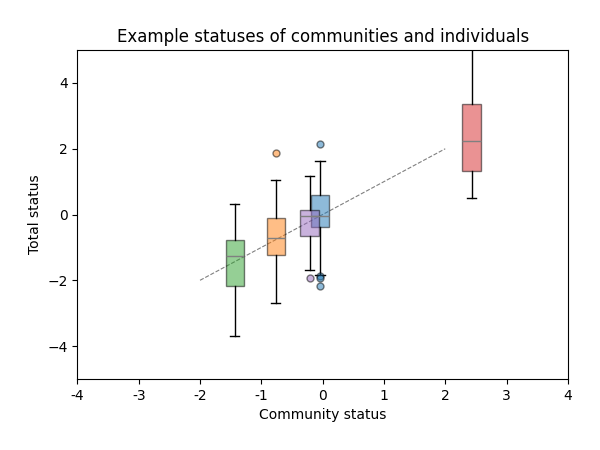 Example statuses of communities and individuals
Total status
4
2
0
−2
−4
-4 -3 -2 -1 0 1 2 3 4
Community status